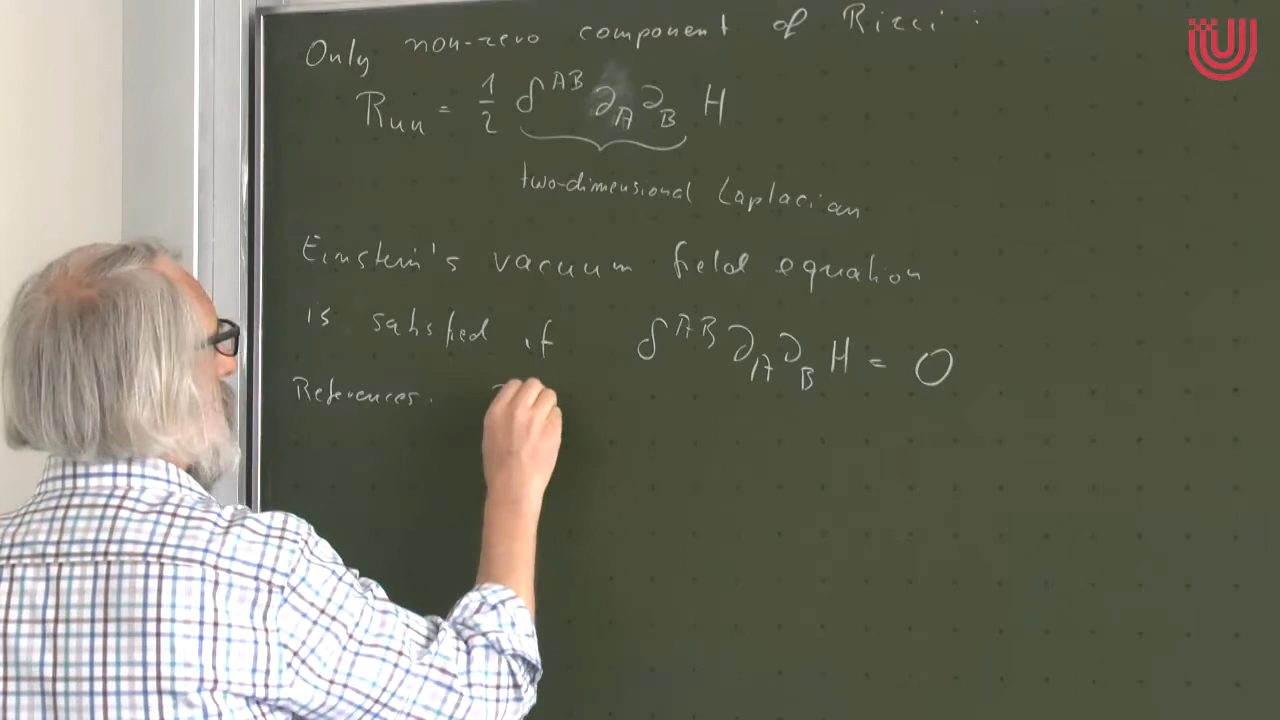 Only non-zero component of Ricci:
R_uu = 1/2 δ^AB ∂_A ∂_B H
two-dimensional Laplacian
Einstein's vacuum field equation
is satisfied if δ^AB ∂_A ∂_B H = 0
References.